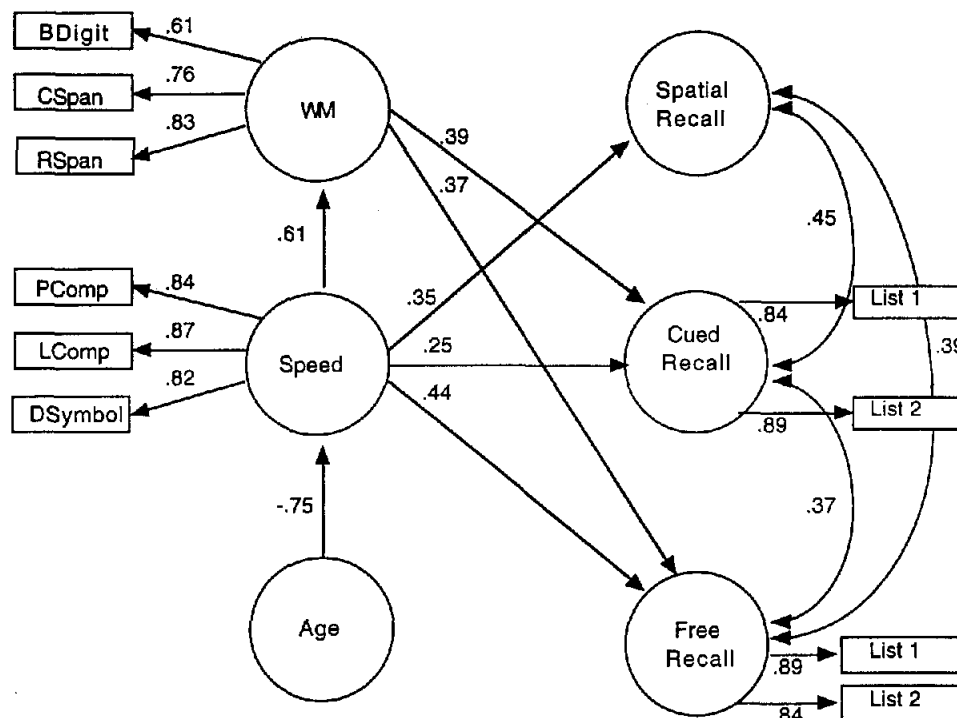 BDigit
.61
CSpan
.76
WM
RSpan
.83
Spatial
Recall
.39
.37
.45
.61
PComp
.84
LComp
.87
Speed
DSymbol
.82
.35
.25
.44
Cued
Recall
.84
List 1
.89
List 2
.39
.37
-.75
Age
Free
Recall
.89
List 1
.84
List 2